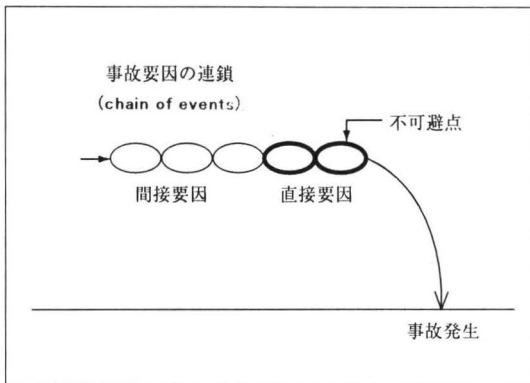 事故要因の連鎖
(chain of events)
不可避点
間接要因
直接要因
事故発生